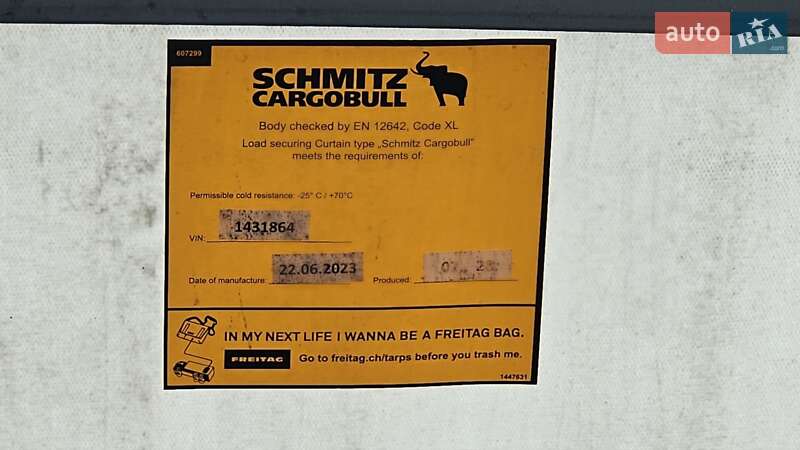 auto RIA .com
607299
SCHMITZ
CARGOBULL
Body checked by EN 12642, Code XL
Load securing Curtain type „Schmitz Cargobull"
meets the requirements of:
Permissible cold resistance: -25° C / +70°C
VIN: 1431864
Date of manufacture: 22.06.2023 Produced: 07
IN MY NEXT LIFE I WANNA BE A FREITAG BAG.
FREITAG Go to freitag.ch/tarps before you trash me.
1447631